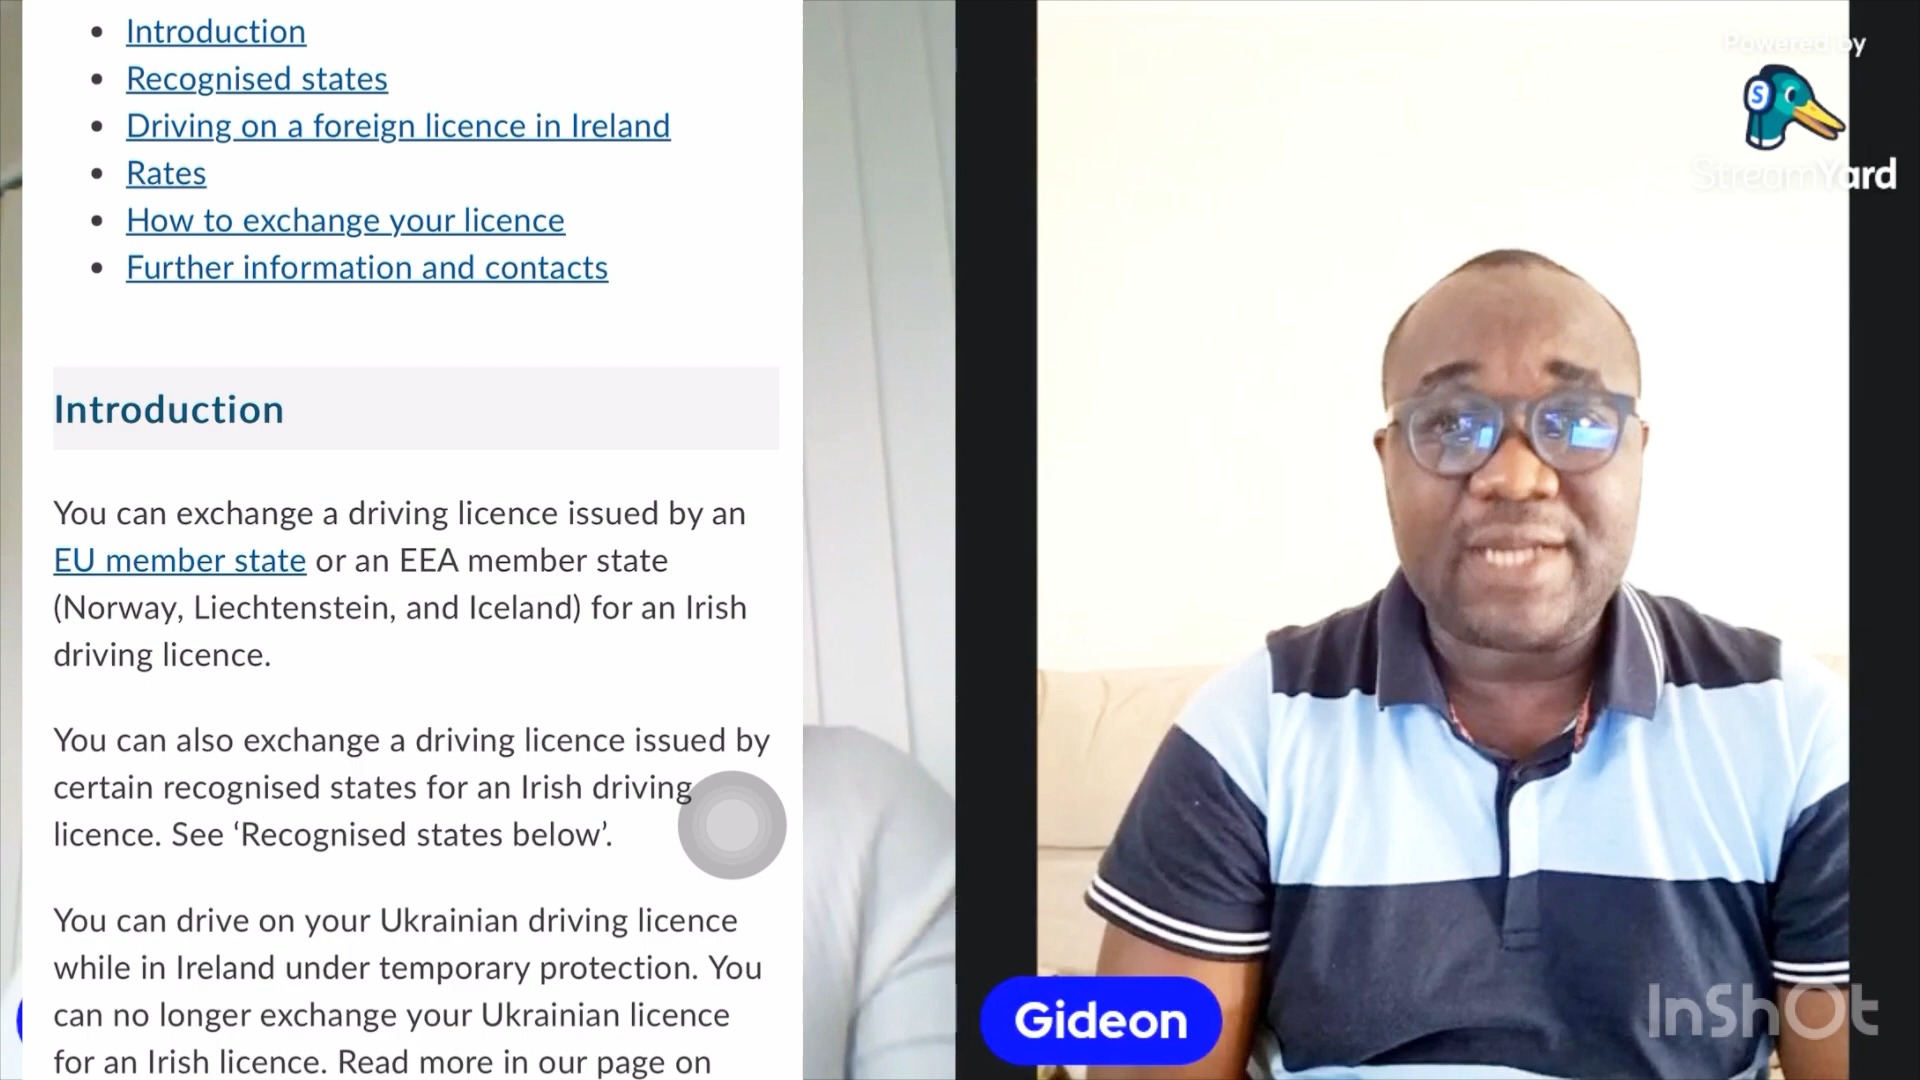 Introduction
Recognised states
Driving on a foreign licence in Ireland
Rates
How to exchange your licence
Further information and contacts
Introduction
You can exchange a driving licence issued by an
EU member state or an EEA member state
(Norway, Liechtenstein, and Iceland) for an Irish
driving licence.
You can also exchange a driving licence issued by
certain recognised states for an Irish driving
licence. See ‘Recognised states below’.
You can drive on your Ukrainian driving licence
while in Ireland under temporary protection. You
can no longer exchange your Ukrainian licence
for an Irish licence. Read more in our page on
Powered by
S
StreamYard
Gideon
InShOt